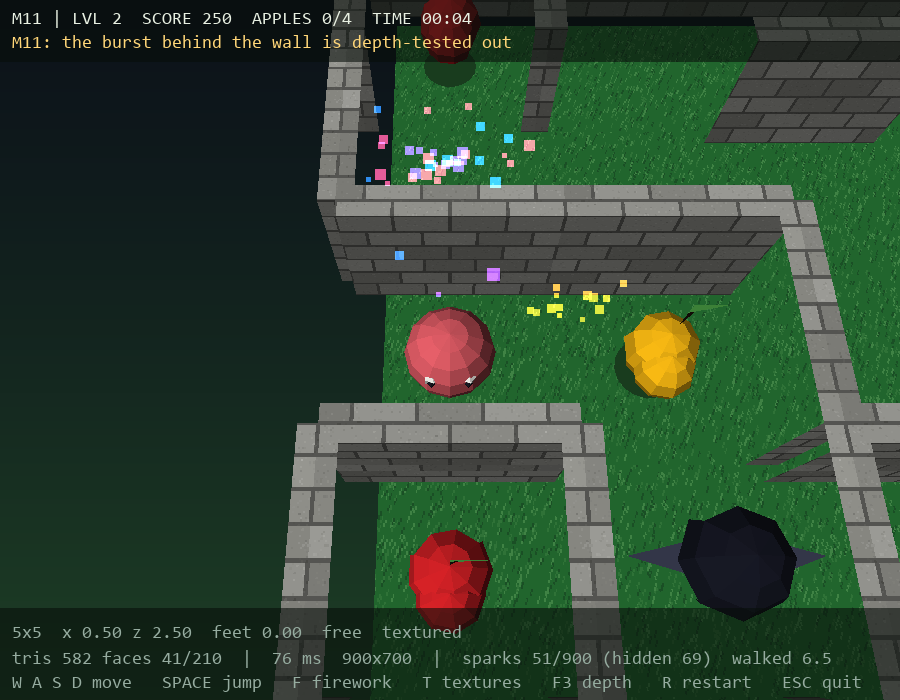 M11 | LVL 2  SCORE 250  APPLES 0/4  TIME 00:04
M11: the burst behind the wall is depth-tested out
5x5  x 0.50 z 2.50  feet 0.00  free  textured
tris 582 faces 41/210  |  76 ms  900x700  |  sparks 51/900 (hidden 69)  walked 6.5
W A S D move   SPACE jump   F firework   T textures   F3 depth   R restart   ESC quit